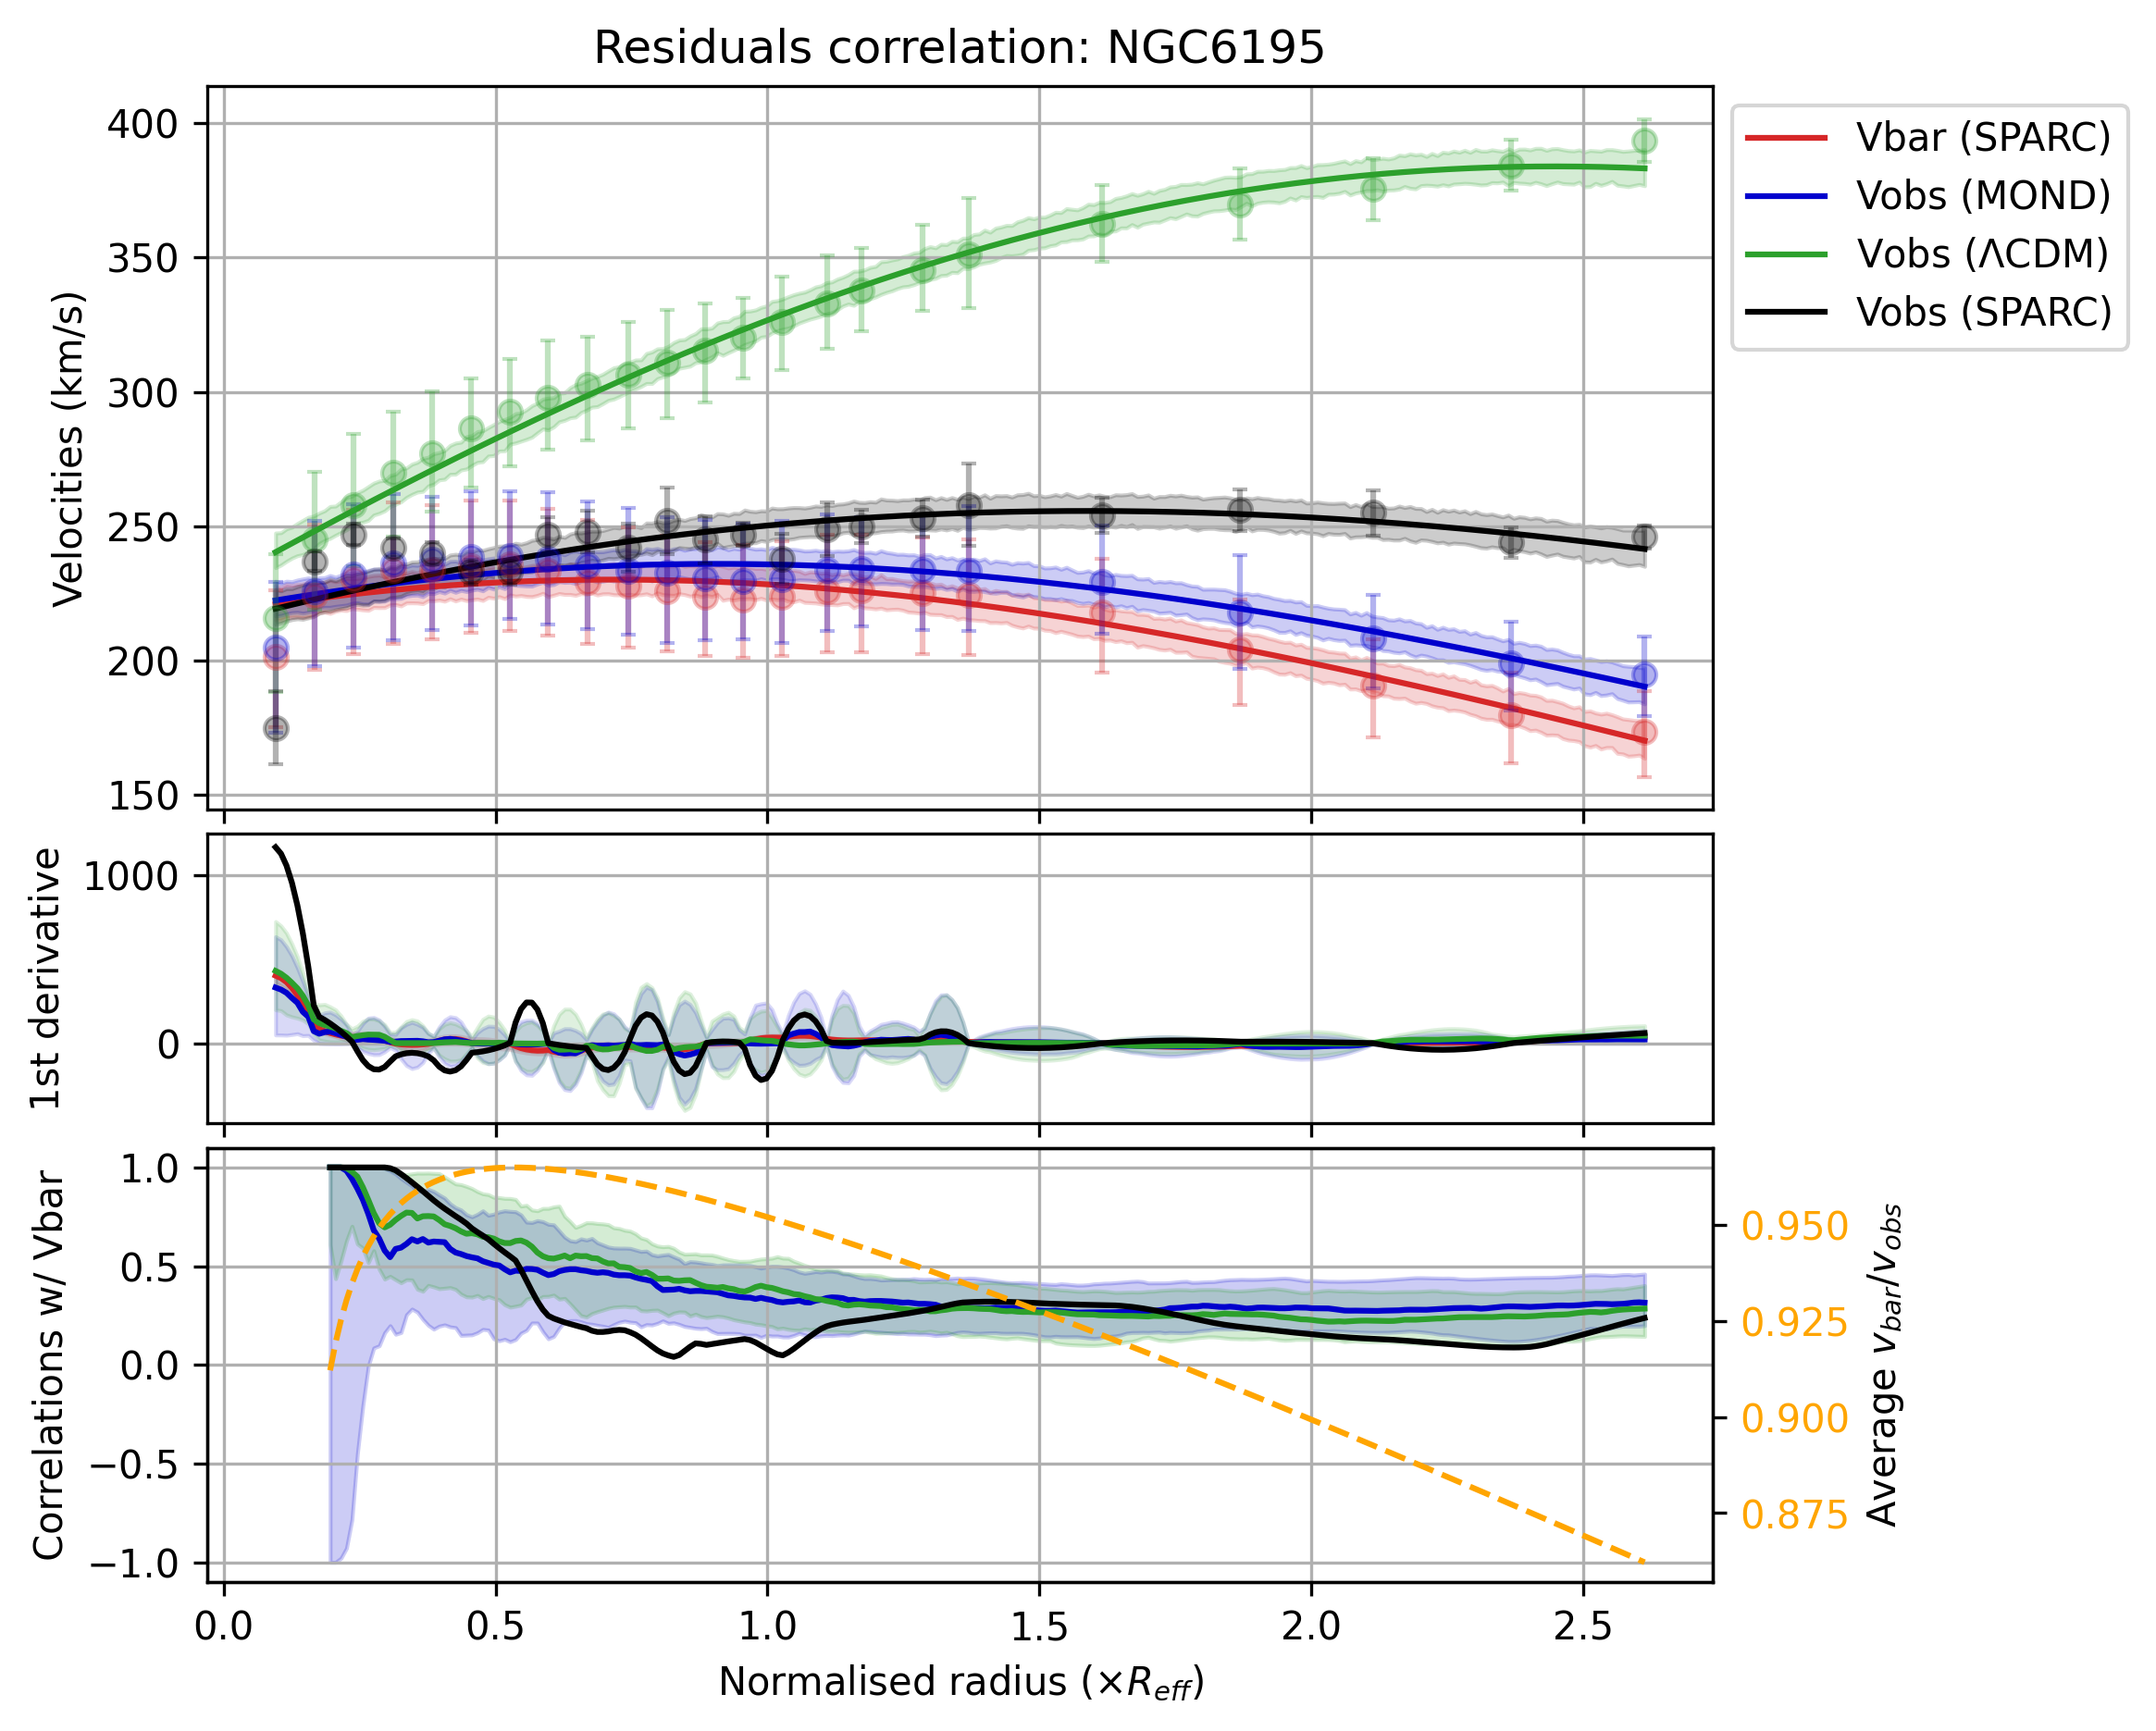 Residuals correlation: NGC6195
Velocities (km/s)
400
350
300
250
200
150
Vbar (SPARC)
Vobs (MOND)
Vobs (ΛCDM)
Vobs (SPARC)
1st derivative
1000
0
Correlations w/ Vbar
1.0
0.5
0.0
−0.5
−1.0
0.950
0.925
0.900
0.875
Average v_bar/v_obs
0.0 0.5 1.0 1.5 2.0 2.5
Normalised radius (×R_eff)